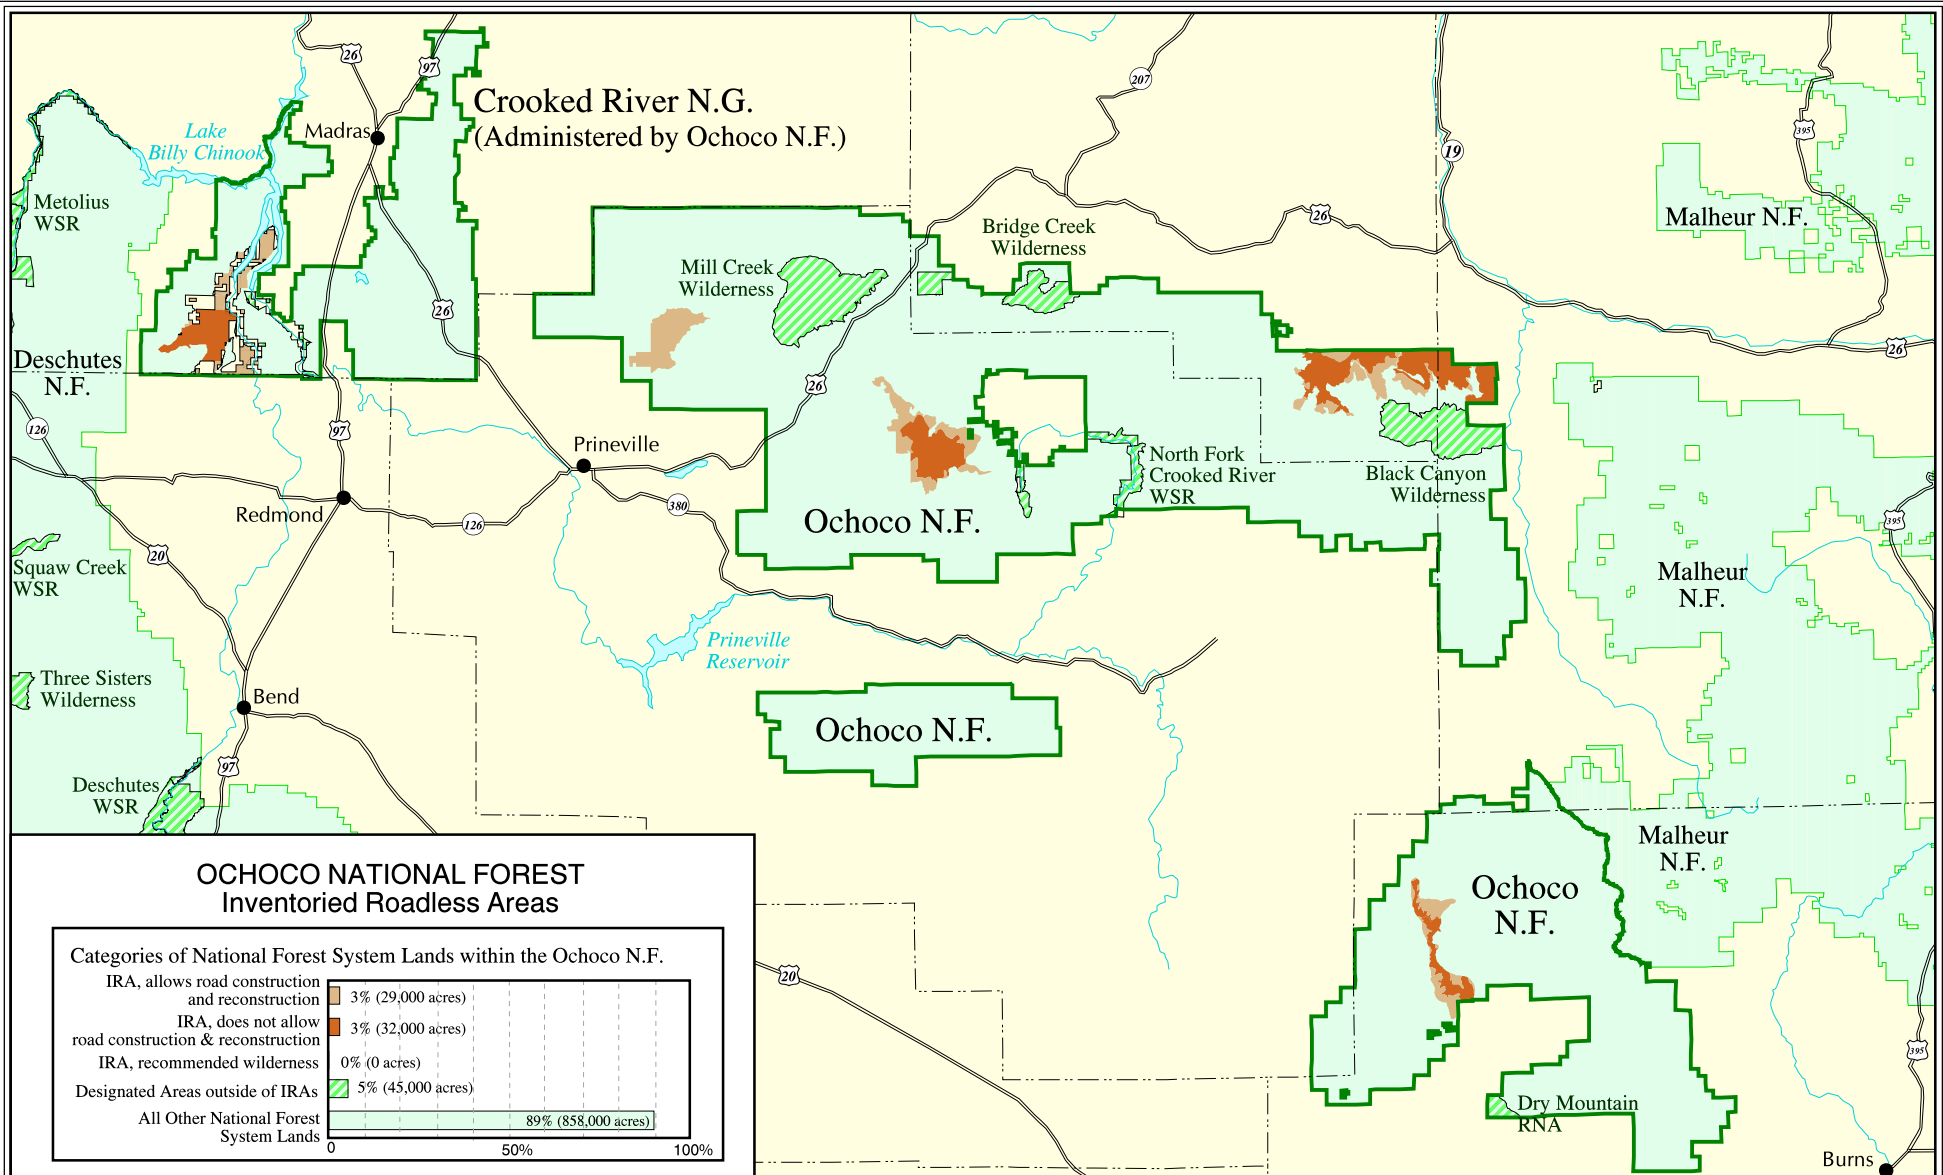 26
97
Crooked River N.G.
(Administered by Ochoco N.F.)
207
395
Madras
Lake
Billy Chinook
19
Metolius
WSR
26
Malheur N.F.
Bridge Creek
Wilderness
Mill Creek
Wilderness
26
Deschutes
N.F.
26
26
126
97
Prineville
North Fork
Crooked River
WSR
Black Canyon
Wilderness
Redmond
126
380
Ochoco N.F.
395
20
Squaw Creek
WSR
Malheur
N.F.
Prineville
Reservoir
Three Sisters
Wilderness
Bend
Ochoco N.F.
97
Deschutes
WSR
Malheur
N.F.
Ochoco
N.F.
20
395
Dry Mountain
RNA
Burns
OCHOCO NATIONAL FOREST
Inventoried Roadless Areas
Categories of National Forest System Lands within the Ochoco N.F.
IRA, allows road construction
and reconstruction
3% (29,000 acres)
IRA, does not allow
road construction & reconstruction
3% (32,000 acres)
IRA, recommended wilderness
0% (0 acres)
Designated Areas outside of IRAs
5% (45,000 acres)
All Other National Forest
System Lands
89% (858,000 acres)
0
50%
100%